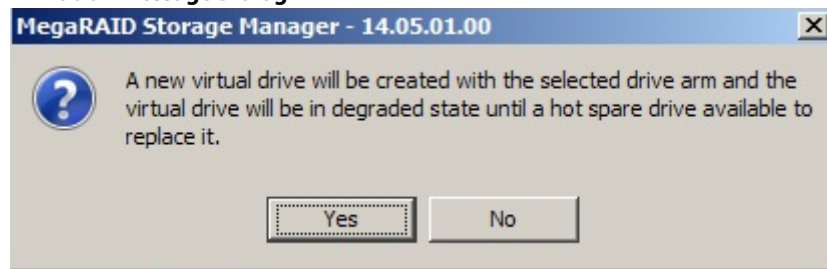 MegaRAID Storage Manager - 14.05.01.00
A new virtual drive will be created with the selected drive arm and the
virtual drive will be in degraded state until a hot spare drive available to
replace it.
Yes No